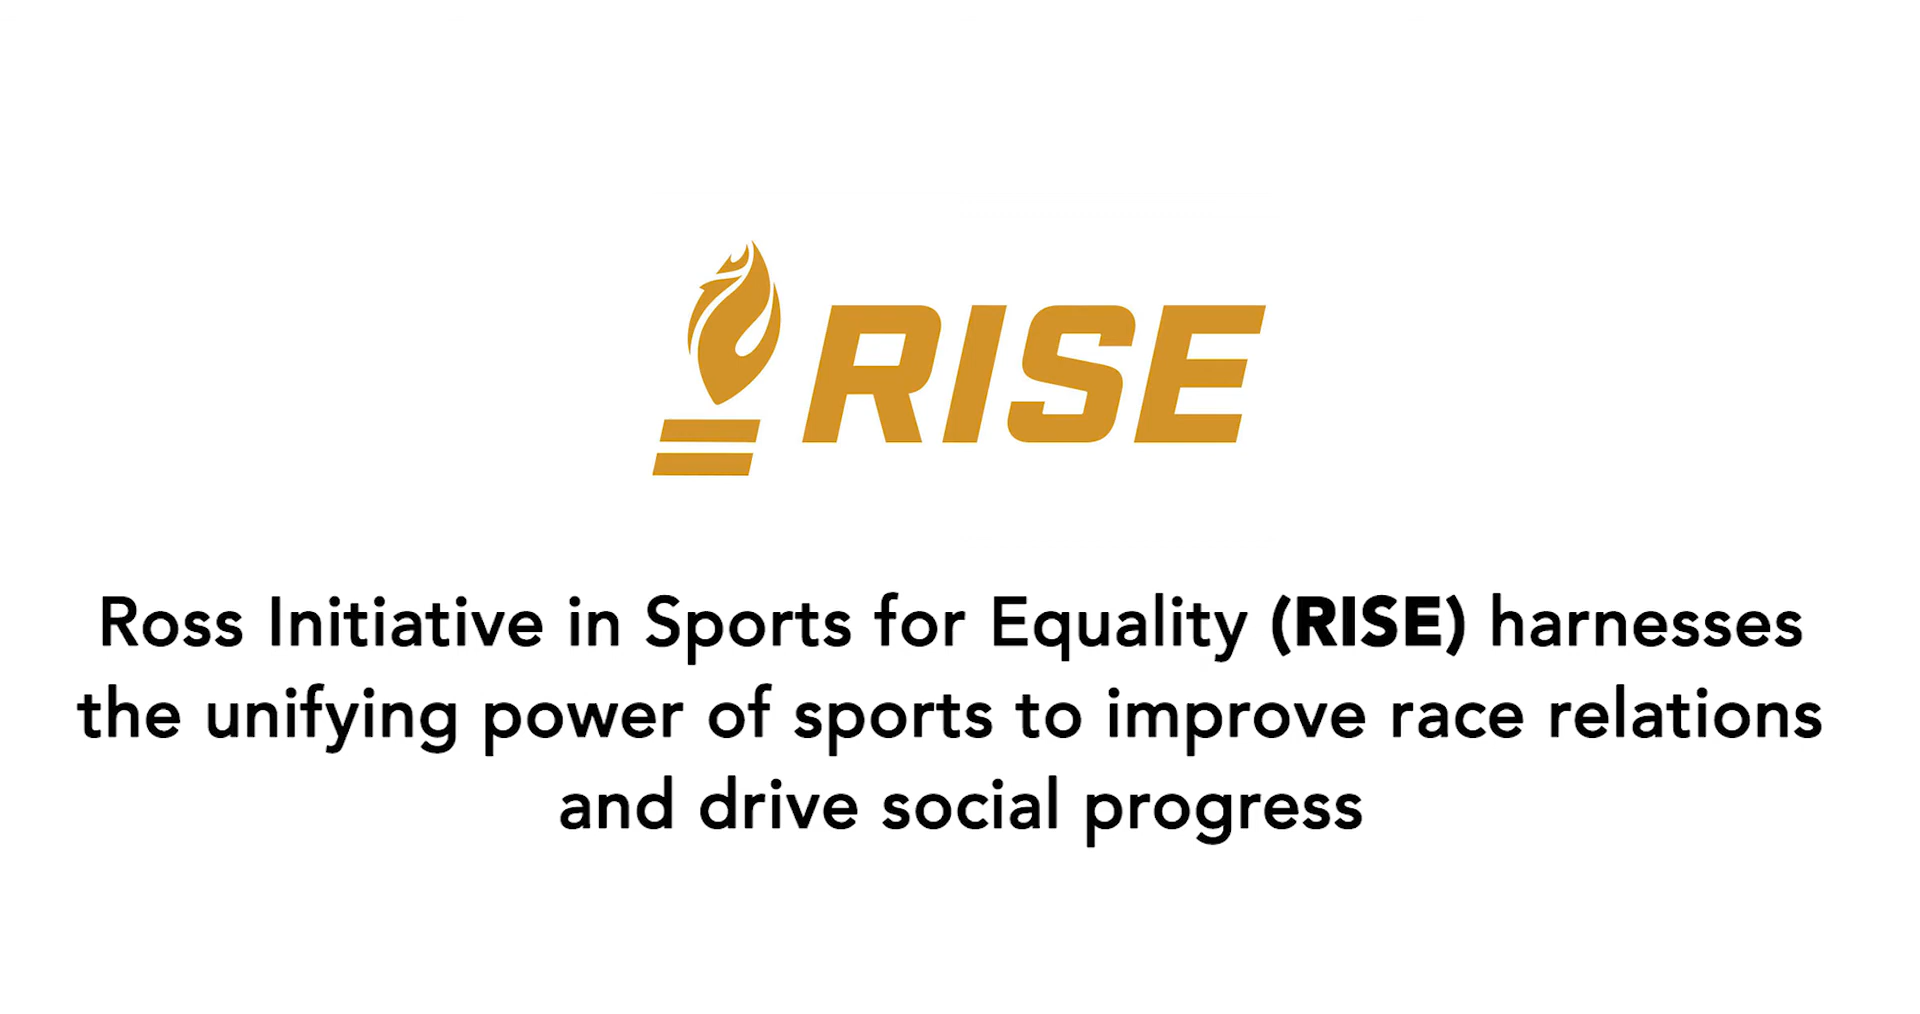 RISE
Ross Initiative in Sports for Equality (RISE) harnesses
the unifying power of sports to improve race relations
and drive social progress